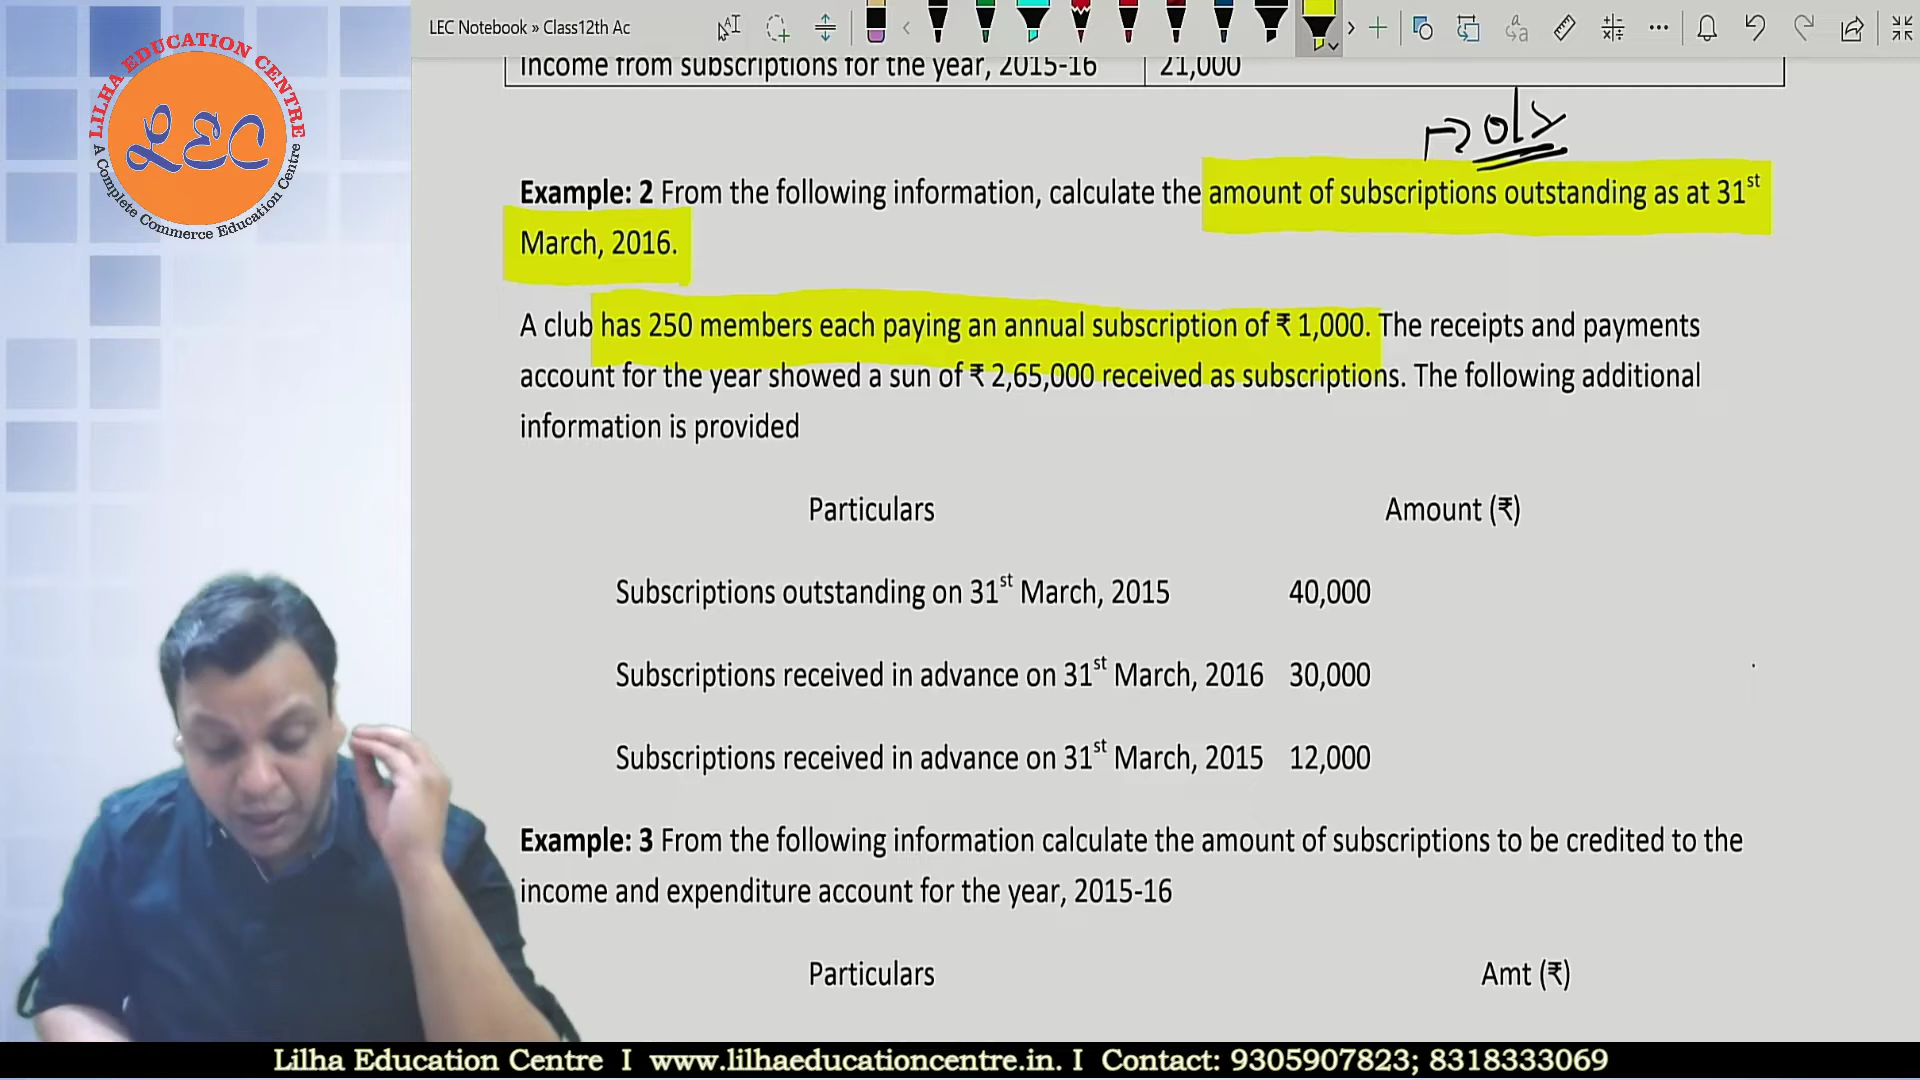 LEC Notebook » Class12th Ac
LILHA EDUCATION CENTRE
LEC
A Complete Commerce Education Centre
Income from subscriptions for the year, 2015-16 21,000
Example: 2 From the following information, calculate the amount of subscriptions outstanding as at 31st
March, 2016.
A club has 250 members each paying an annual subscription of ₹ 1,000. The receipts and payments
account for the year showed a sun of ₹ 2,65,000 received as subscriptions. The following additional
information is provided
Particulars Amount (₹)
Subscriptions outstanding on 31st March, 2015 40,000
Subscriptions received in advance on 31st March, 2016 30,000
Subscriptions received in advance on 31st March, 2015 12,000
Example: 3 From the following information calculate the amount of subscriptions to be credited to the
income and expenditure account for the year, 2015-16
Particulars Amt (₹)
Lilha Education Centre I www.lilhaeducationcentre.in. I Contact: 9305907823; 8318333069